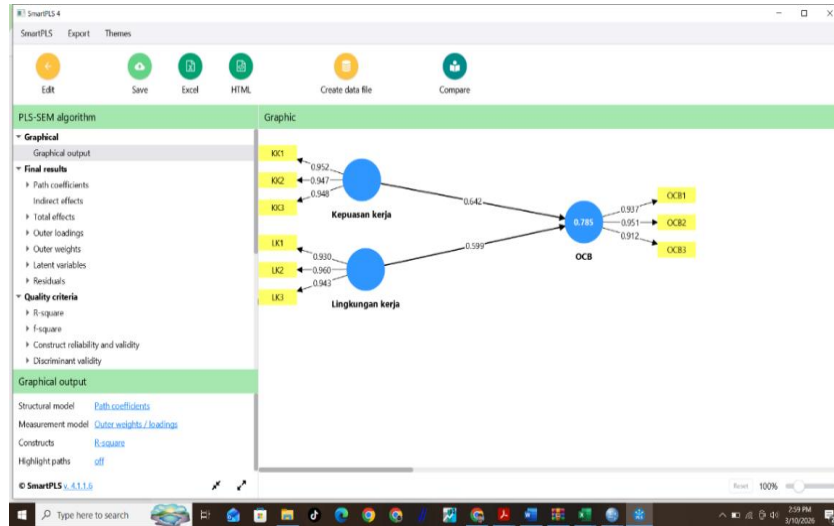 SmartPLS 4
SmartPLS Export Themes
Edit Save Excel HTML Create data file Compare
PLS-SEM algorithm
Graphical
Graphical output
Final results
Path coefficients
Indirect effects
Total effects
Outer loadings
Outer weights
Latent variables
Residuals
Quality criteria
R-square
f-square
Construct reliability and validity
Discriminant validity
Graphical output
Structural model Path coefficients
Measurement model Outer weights / loadings
Constructs R-square
Highlight paths off
© SmartPLS v. 4.1.1.6
Graphic
KK1
0.952
KK2
0.947
KK3
0.948
Kepuasan kerja
0.642
LK1
0.930
LK2
0.960
LK3
0.943
Lingkungan kerja
0.599
0.785
OCB
0.937
OCB1
0.951
OCB2
0.912
OCB3
Reset 100%
Type here to search
2:59 PM
3/10/2026